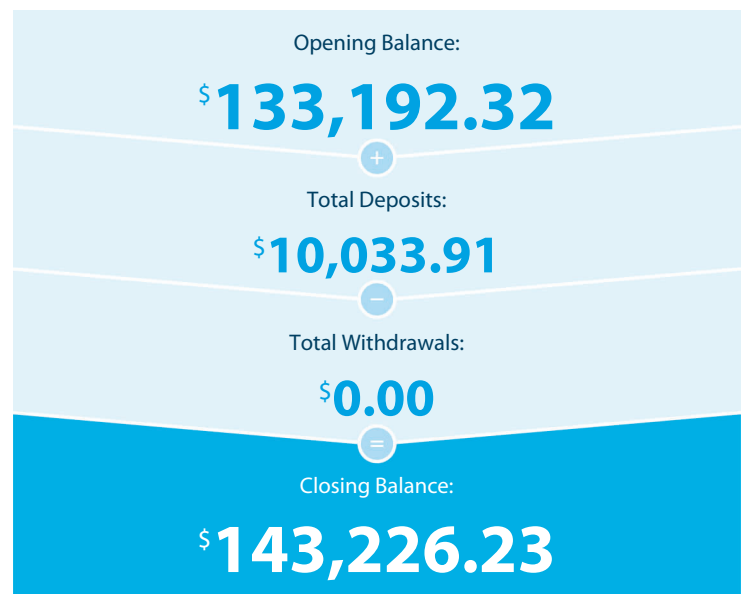 Opening Balance:
$133,192.32
+
Total Deposits:
$10,033.91
−
Total Withdrawals:
$0.00
=
Closing Balance:
$143,226.23